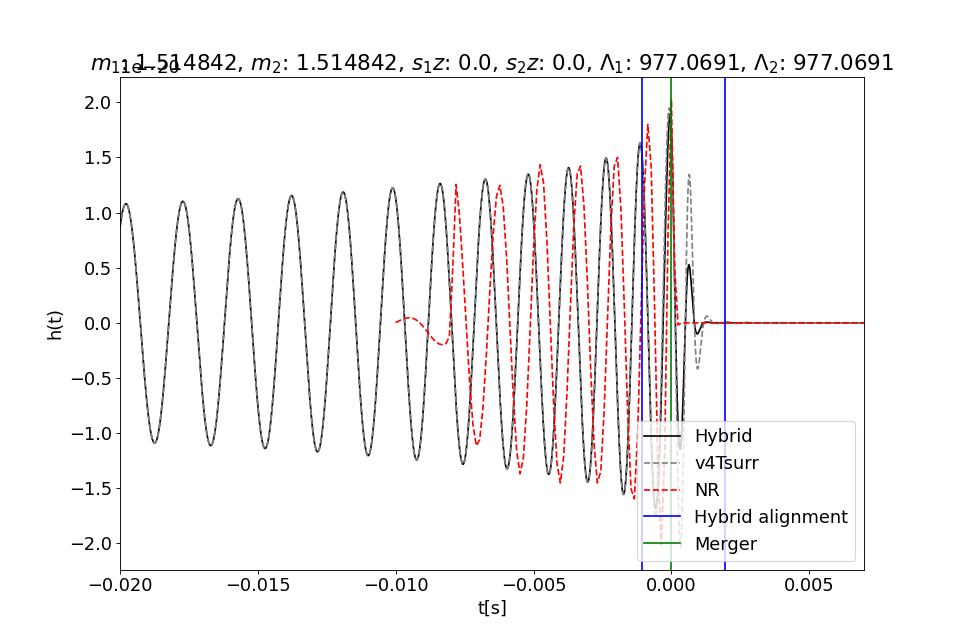 m₁: 1.514842, m₂: 1.514842, s₁z: 0.0, s₂z: 0.0, Λ₁: 977.0691, Λ₂: 977.0691
1e−20
2.0
1.5
1.0
0.5
0.0
−0.5
−1.0
−1.5
−2.0
h(t)
Hybrid
v4Tsurr
NR
Hybrid alignment
Merger
−0.020
−0.015
−0.010
−0.005
0.000
0.005
t[s]